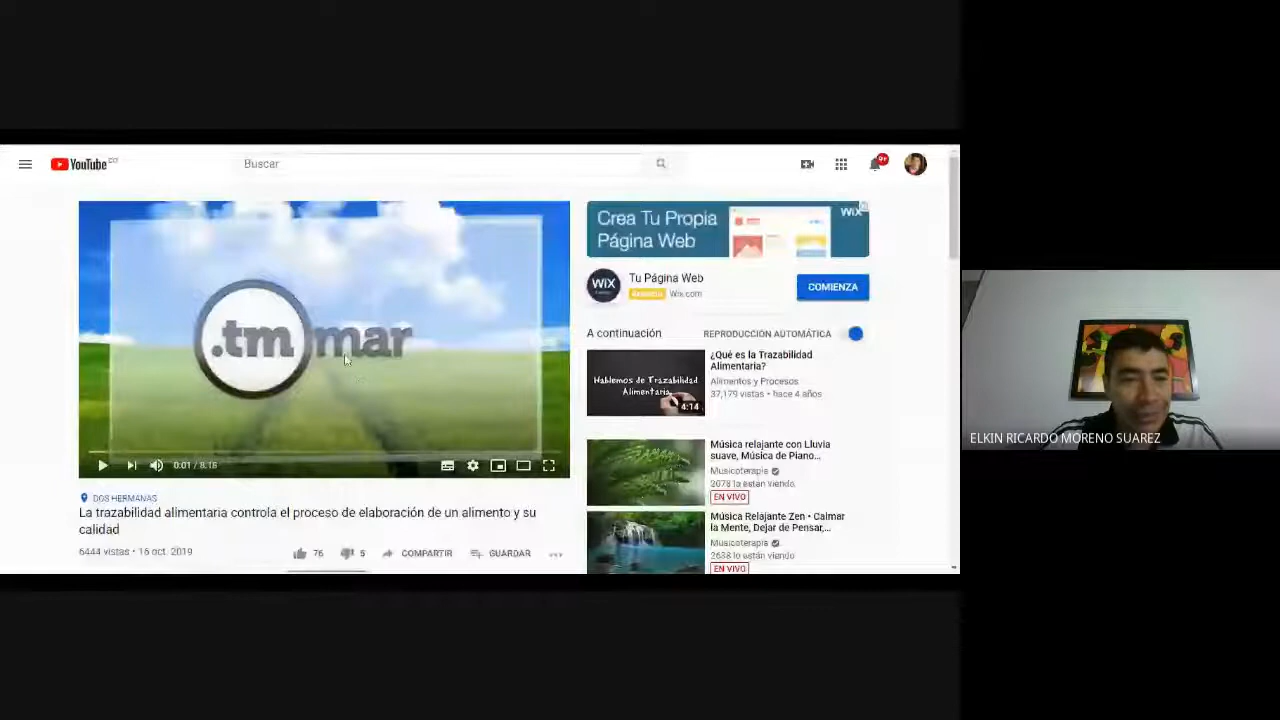 YouTube CO
Buscar
9+
.tm mar
0:01 / 8:18
DOS HERMANAS
La trazabilidad alimentaria controla el proceso de elaboración de un alimento y su
calidad
6444 vistas • 16 oct. 2019
76
5
COMPARTIR
GUARDAR
Crea Tu Propia
Página Web
WiX
WiX
Tu Página Web
Anuncio Wix.com
COMIENZA
A continuación
REPRODUCCIÓN AUTOMÁTICA
Hablemos de Trazabilidad
Alimentaria
4:14
¿Qué es la Trazabilidad
Alimentaria?
Alimentos y Procesos
37,179 vistas • hace 4 años
Música relajante con Lluvia
suave, Música de Piano...
Musicoterapia
2078 lo están viendo
EN VIVO
Música Relajante Zen • Calmar
la Mente, Dejar de Pensar,...
Musicoterapia
2638 lo están viendo
EN VIVO
ELKIN RICARDO MORENO SUAREZ